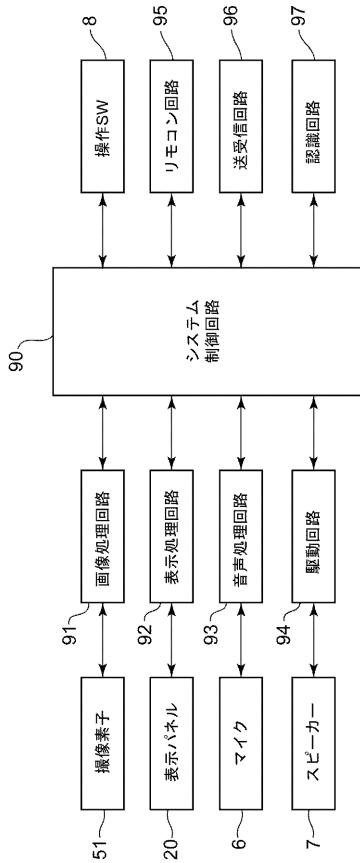 51
撮像素子
91
画像処理回路
20
表示パネル
92
表示処理回路
6
マイク
93
音声処理回路
7
スピーカー
94
駆動回路
90
システム
制御回路
8
操作SW
95
リモコン回路
96
送受信回路
97
認識回路